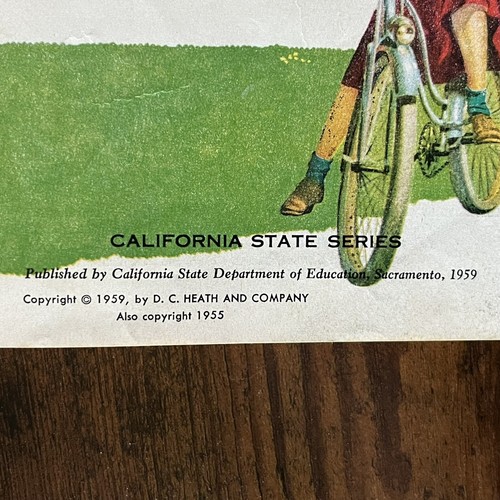 CALIFORNIA STATE SERIES
Published by California State Department of Education, Sacramento, 1959
Copyright © 1959, by D. C. HEATH AND COMPANY
Also copyright 1955